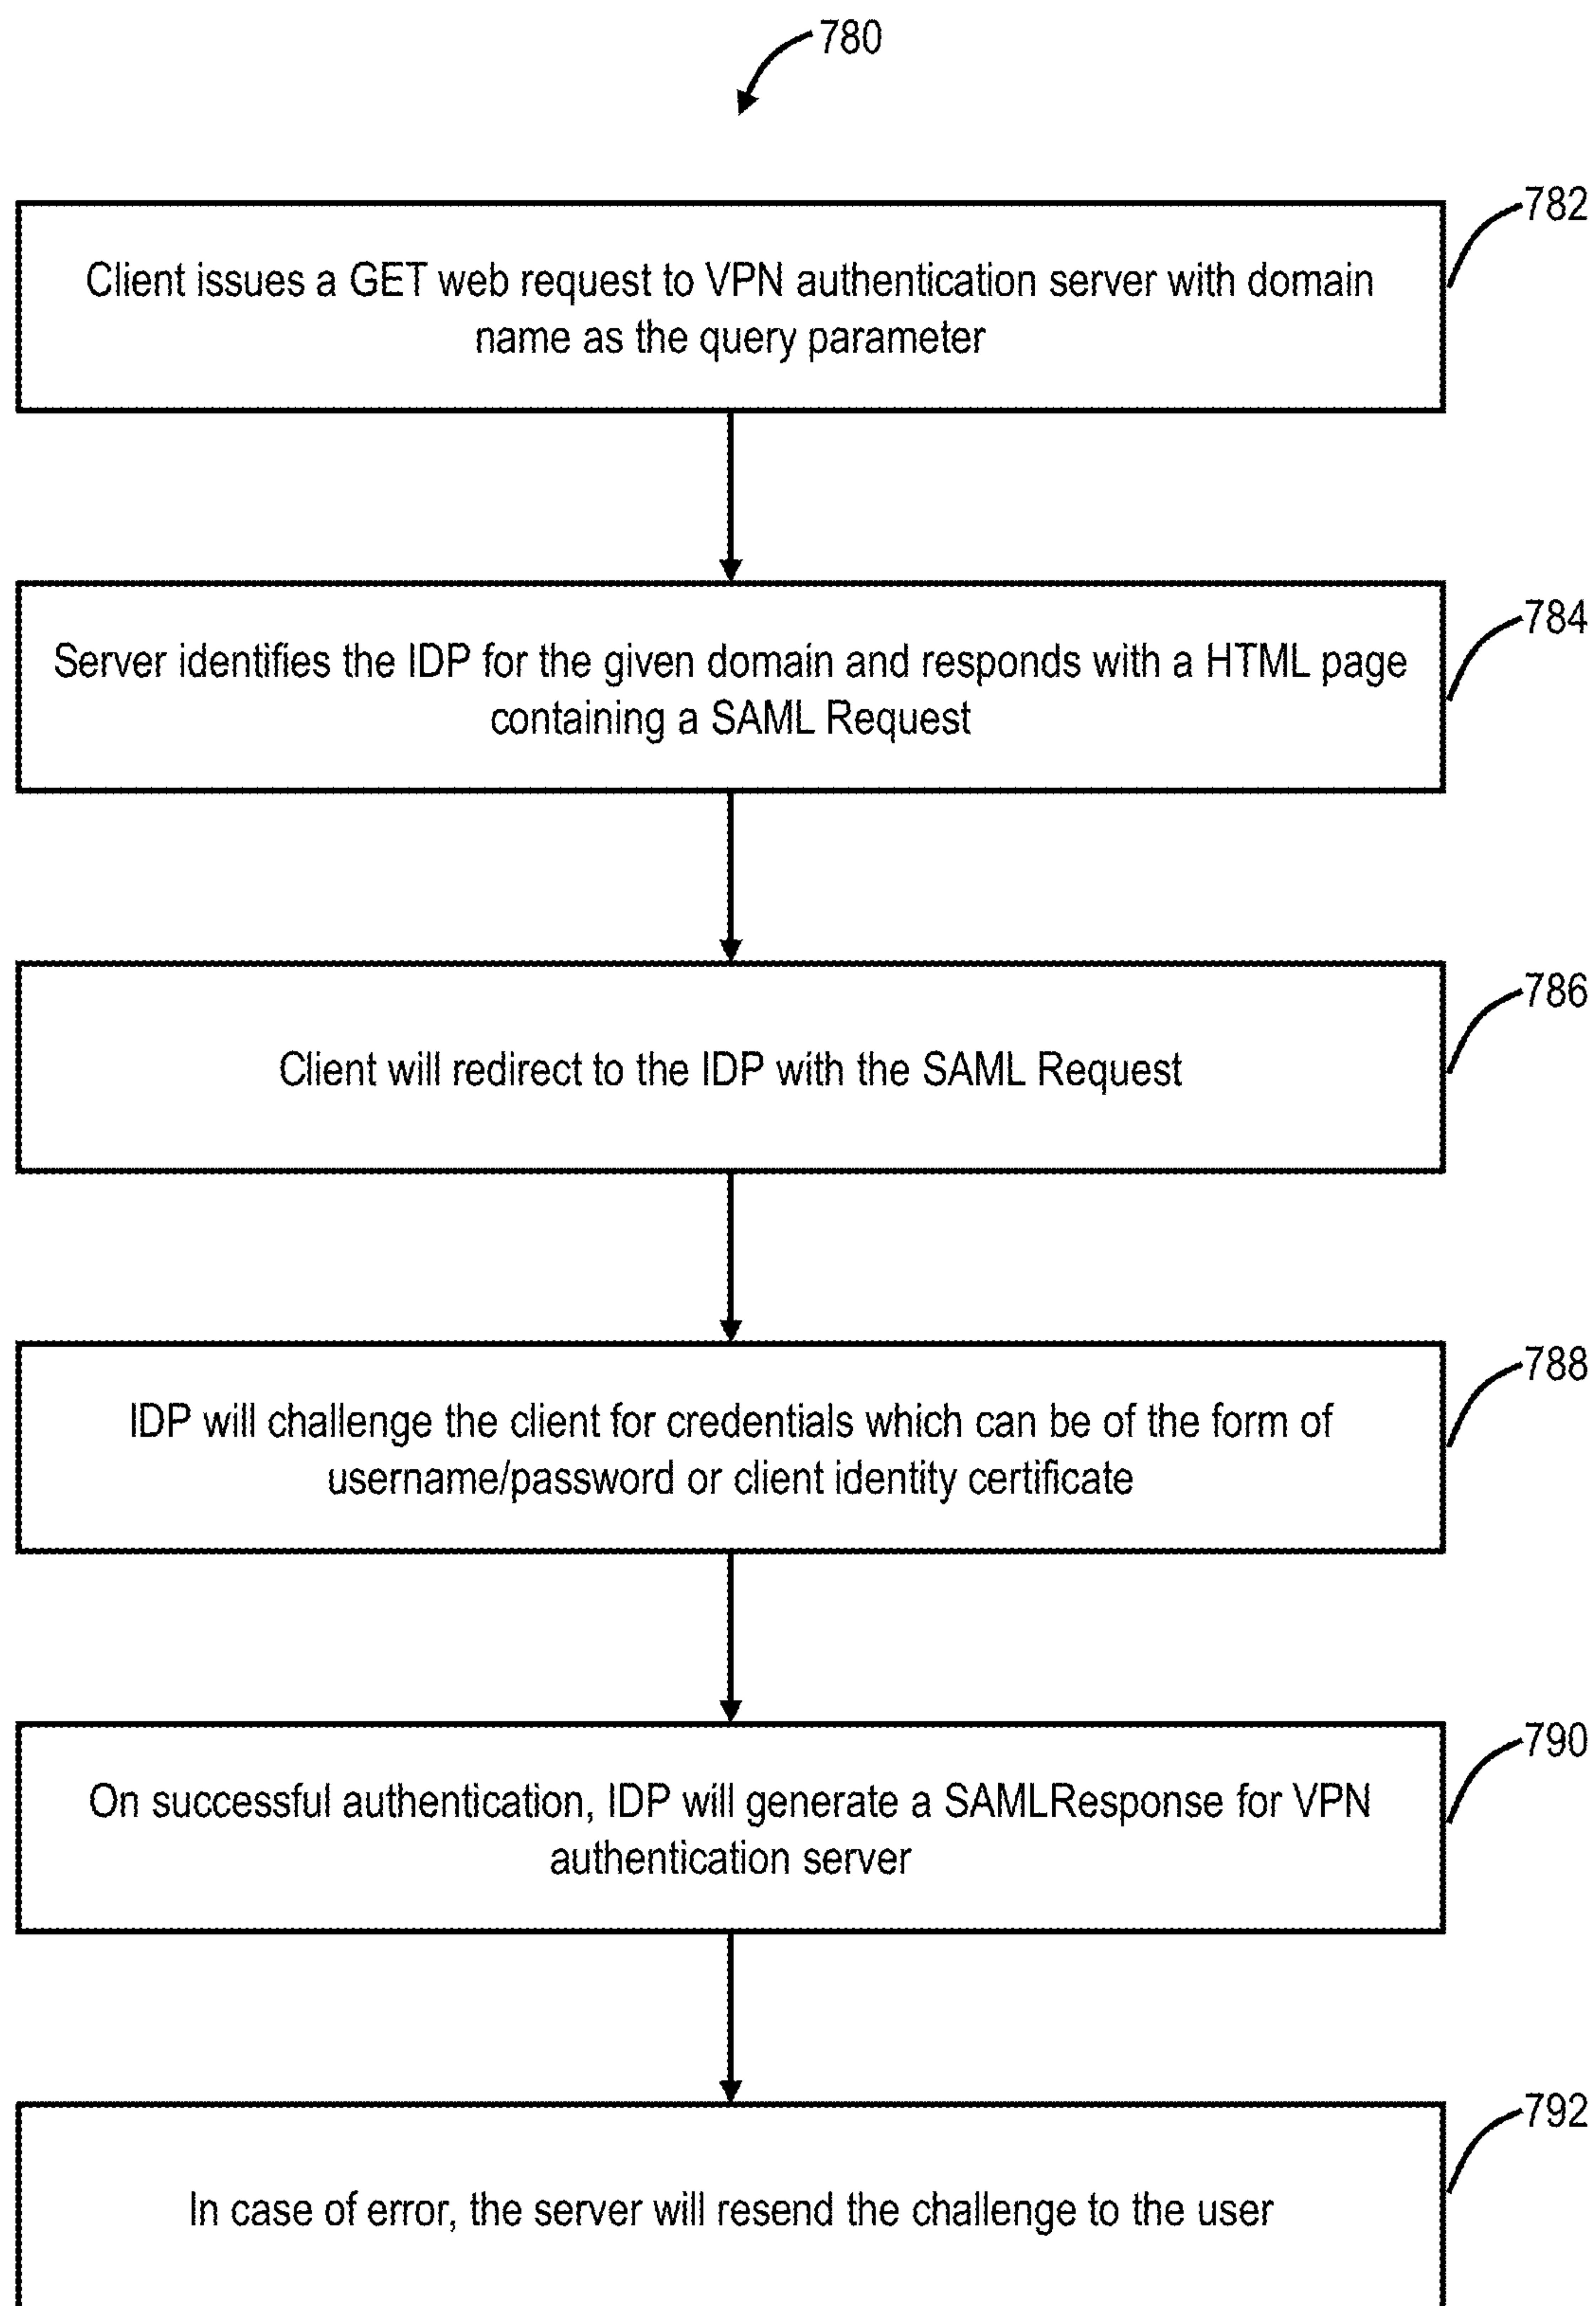 780
782
Client issues a GET web request to VPN authentication server with domain
name as the query parameter
784
Server identifies the IDP for the given domain and responds with a HTML page
containing a SAML Request
786
Client will redirect to the IDP with the SAML Request
788
IDP will challenge the client for credentials which can be of the form of
username/password or client identity certificate
790
On successful authentication, IDP will generate a SAMLResponse for VPN
authentication server
792
In case of error, the server will resend the challenge to the user